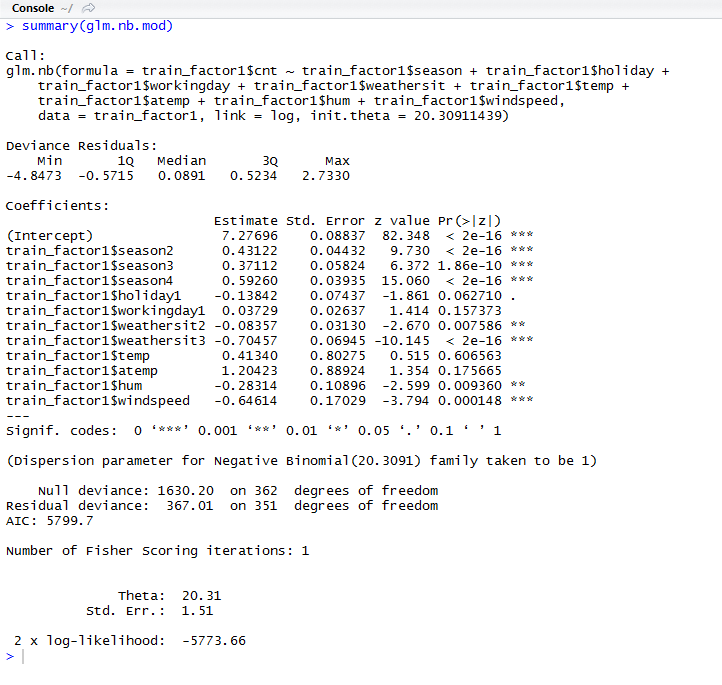 Console ~/
> summary(glm.nb.mod)
Call:
glm.nb(formula = train_factor1$cnt ~ train_factor1$season + train_factor1$holiday +
    train_factor1$workingday + train_factor1$weathersit + train_factor1$temp +
    train_factor1$atemp + train_factor1$hum + train_factor1$windspeed,
    data = train_factor1, link = log, init.theta = 20.30911439)
Deviance Residuals:
    Min       1Q   Median       3Q      Max
-4.8473  -0.5715   0.0891   0.5234   2.7330
Coefficients:
                          Estimate Std. Error z value Pr(>|z|)
(Intercept)                7.27696    0.08837  82.348  < 2e-16 ***
train_factor1$season2      0.43122    0.04432   9.730  < 2e-16 ***
train_factor1$season3      0.37112    0.05824   6.372 1.86e-10 ***
train_factor1$season4      0.59260    0.03935  15.060  < 2e-16 ***
train_factor1$holiday1    -0.13842    0.07437  -1.861 0.062710 .
train_factor1$workingday1  0.03729    0.02637   1.414 0.157373
train_factor1$weathersit2 -0.08357    0.03130  -2.670 0.007586 **
train_factor1$weathersit3 -0.70457    0.06945 -10.145  < 2e-16 ***
train_factor1$temp         0.41340    0.80275   0.515 0.606563
train_factor1$atemp        1.20423    0.88924   1.354 0.175665
train_factor1$hum         -0.28314    0.10896  -2.599 0.009360 **
train_factor1$windspeed   -0.64614    0.17029  -3.794 0.000148 ***
---
Signif. codes:  0 ‘***’ 0.001 ‘**’ 0.01 ‘*’ 0.05 ‘.’ 0.1 ‘ ’ 1
(Dispersion parameter for Negative Binomial(20.3091) family taken to be 1)
    Null deviance: 1630.20  on 362  degrees of freedom
Residual deviance:  367.01  on 351  degrees of freedom
AIC: 5799.7
Number of Fisher Scoring iterations: 1
              Theta:  20.31
          Std. Err.:  1.51
 2 x log-likelihood:  -5773.66
>